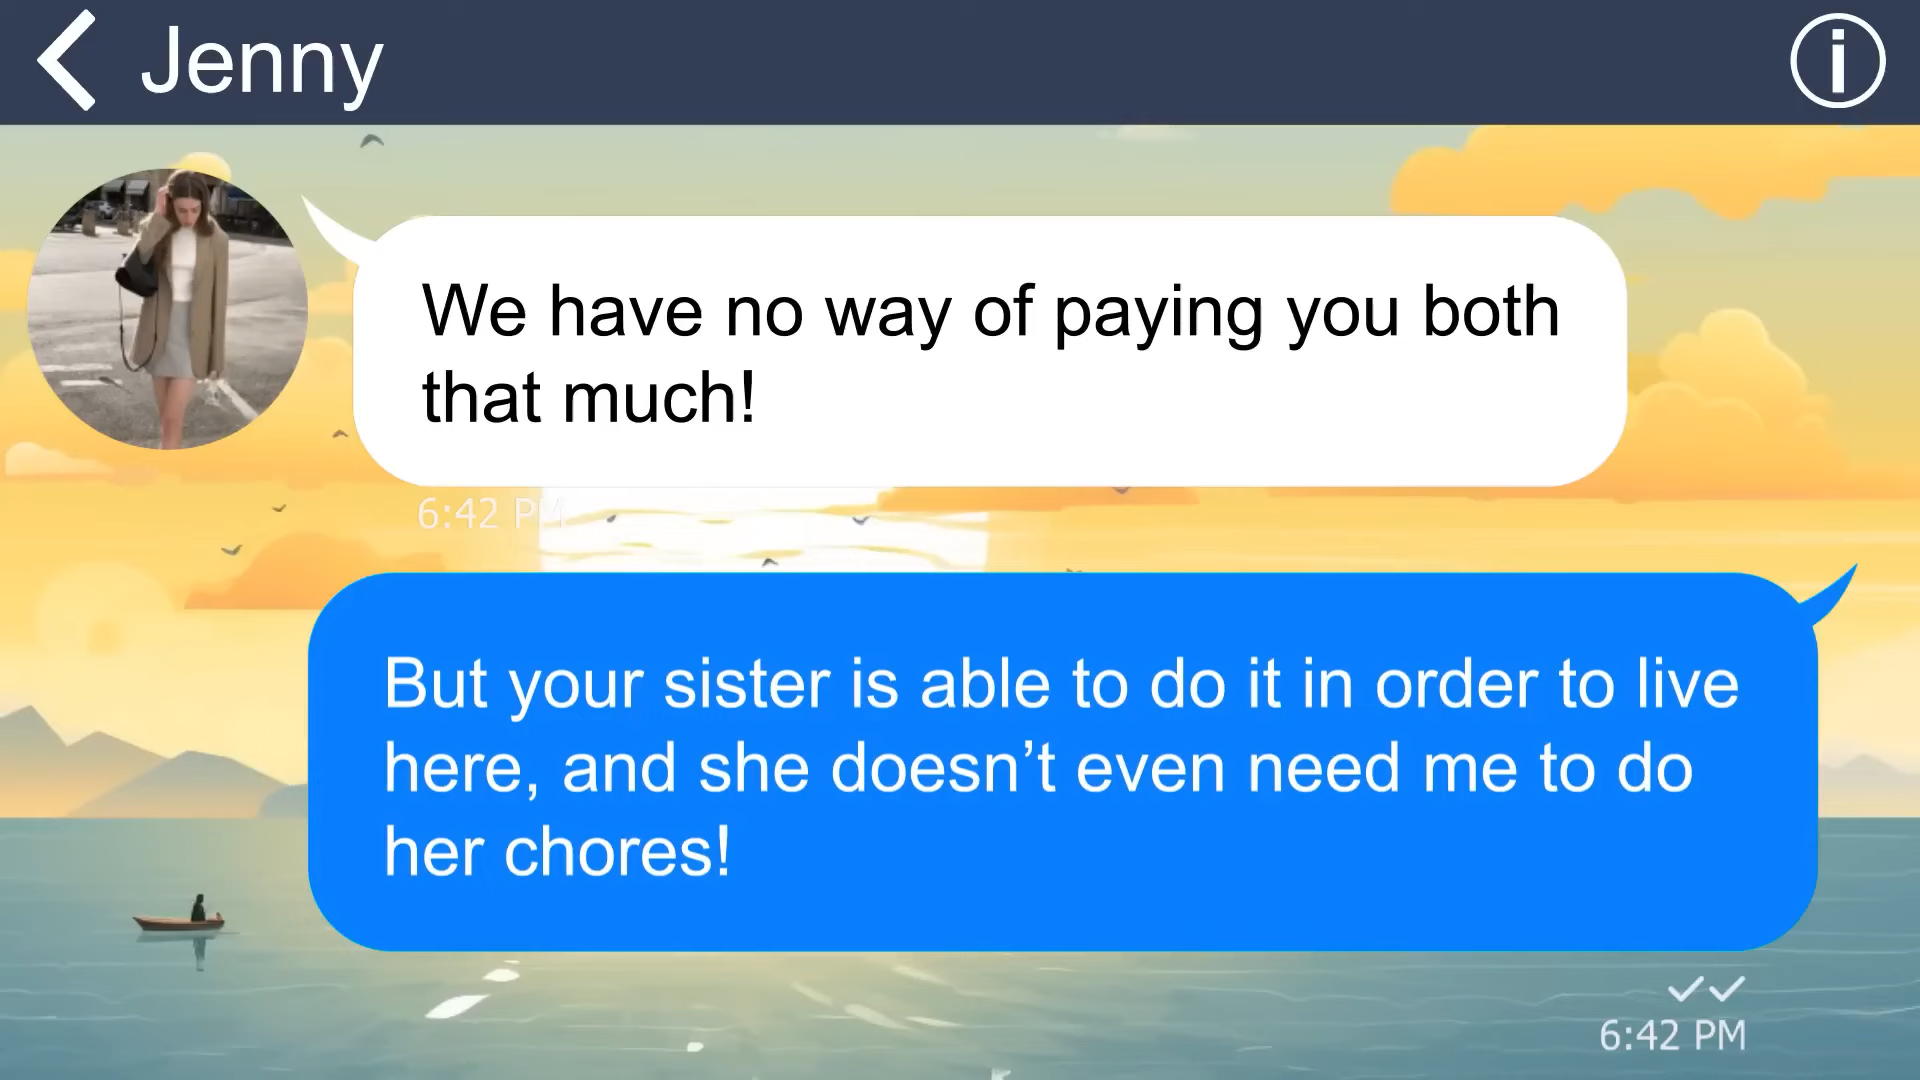 Jenny
We have no way of paying you both
that much!
6:42 PM
But your sister is able to do it in order to live
here, and she doesn’t even need me to do
her chores!
6:42 PM